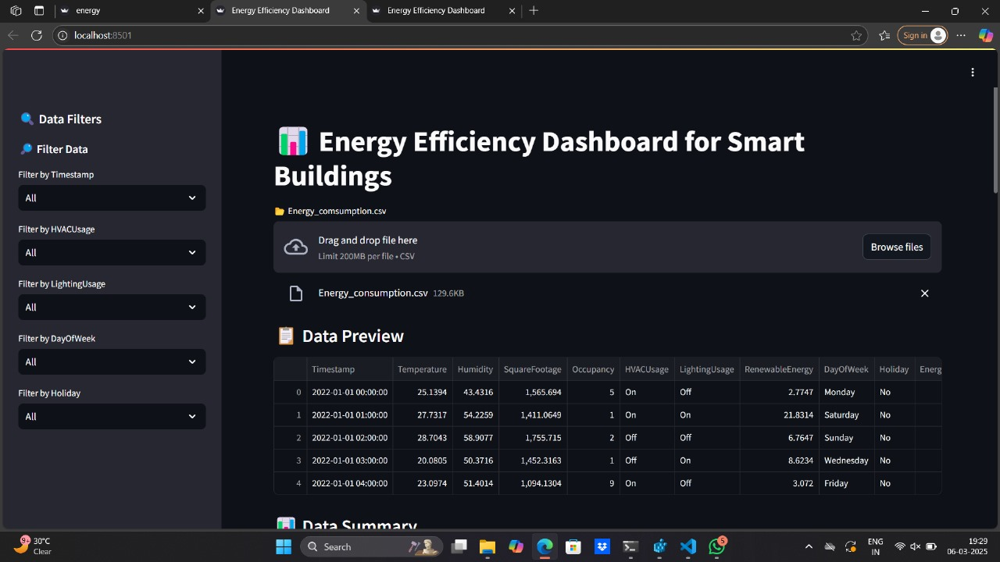 energy
Energy Efficiency Dashboard
Energy Efficiency Dashboard
localhost:8501
Sign in
Data Filters
Filter Data
Filter by Timestamp
All
Filter by HVACUsage
All
Filter by LightingUsage
All
Filter by DayOfWeek
All
Filter by Holiday
All
Energy Efficiency Dashboard for Smart
Buildings
Energy_comsumption.csv
Drag and drop file here
Limit 200MB per file • CSV
Browse files
Energy_consumption.csv 129.6KB
Data Preview
Timestamp Temperature Humidity SquareFootage Occupancy HVACUsage LightingUsage RenewableEnergy DayOfWeek Holiday Energ
0 2022-01-01 00:00:00 25.1394 43.4316 1,565.694 5 On Off 2.7747 Monday No
1 2022-01-01 01:00:00 27.7317 54.2259 1,411.0649 1 On On 21.8314 Saturday No
2 2022-01-01 02:00:00 28.7043 58.9077 1,755.715 2 Off Off 6.7647 Sunday No
3 2022-01-01 03:00:00 20.0805 50.3716 1,452.3163 1 Off On 8.6234 Wednesday No
4 2022-01-01 04:00:00 23.0974 51.4014 1,094.1304 9 On Off 3.072 Friday No
Data Summary
9+
30°C
Clear
Search
5
ENG
IN
19:29
06-03-2025